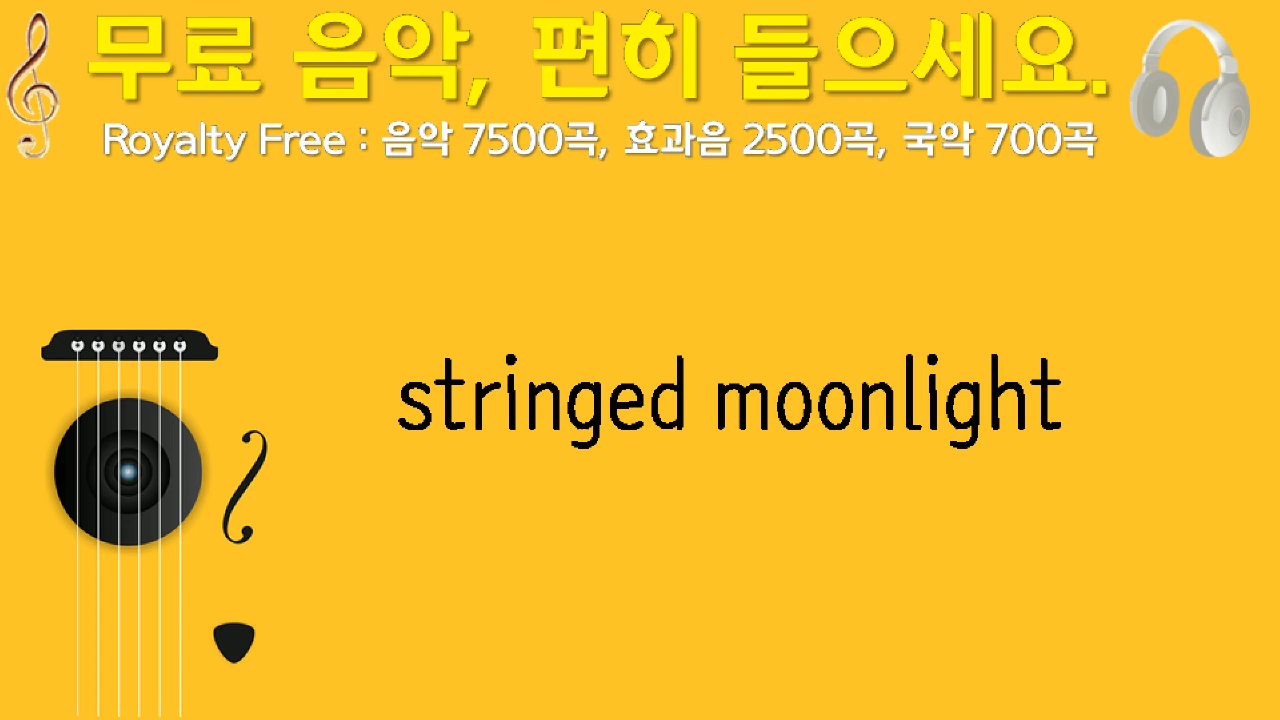 무료 음악, 편히 들으세요.
Royalty Free : 음악 7500곡, 효과음 2500곡, 국악 700곡
stringed moonlight